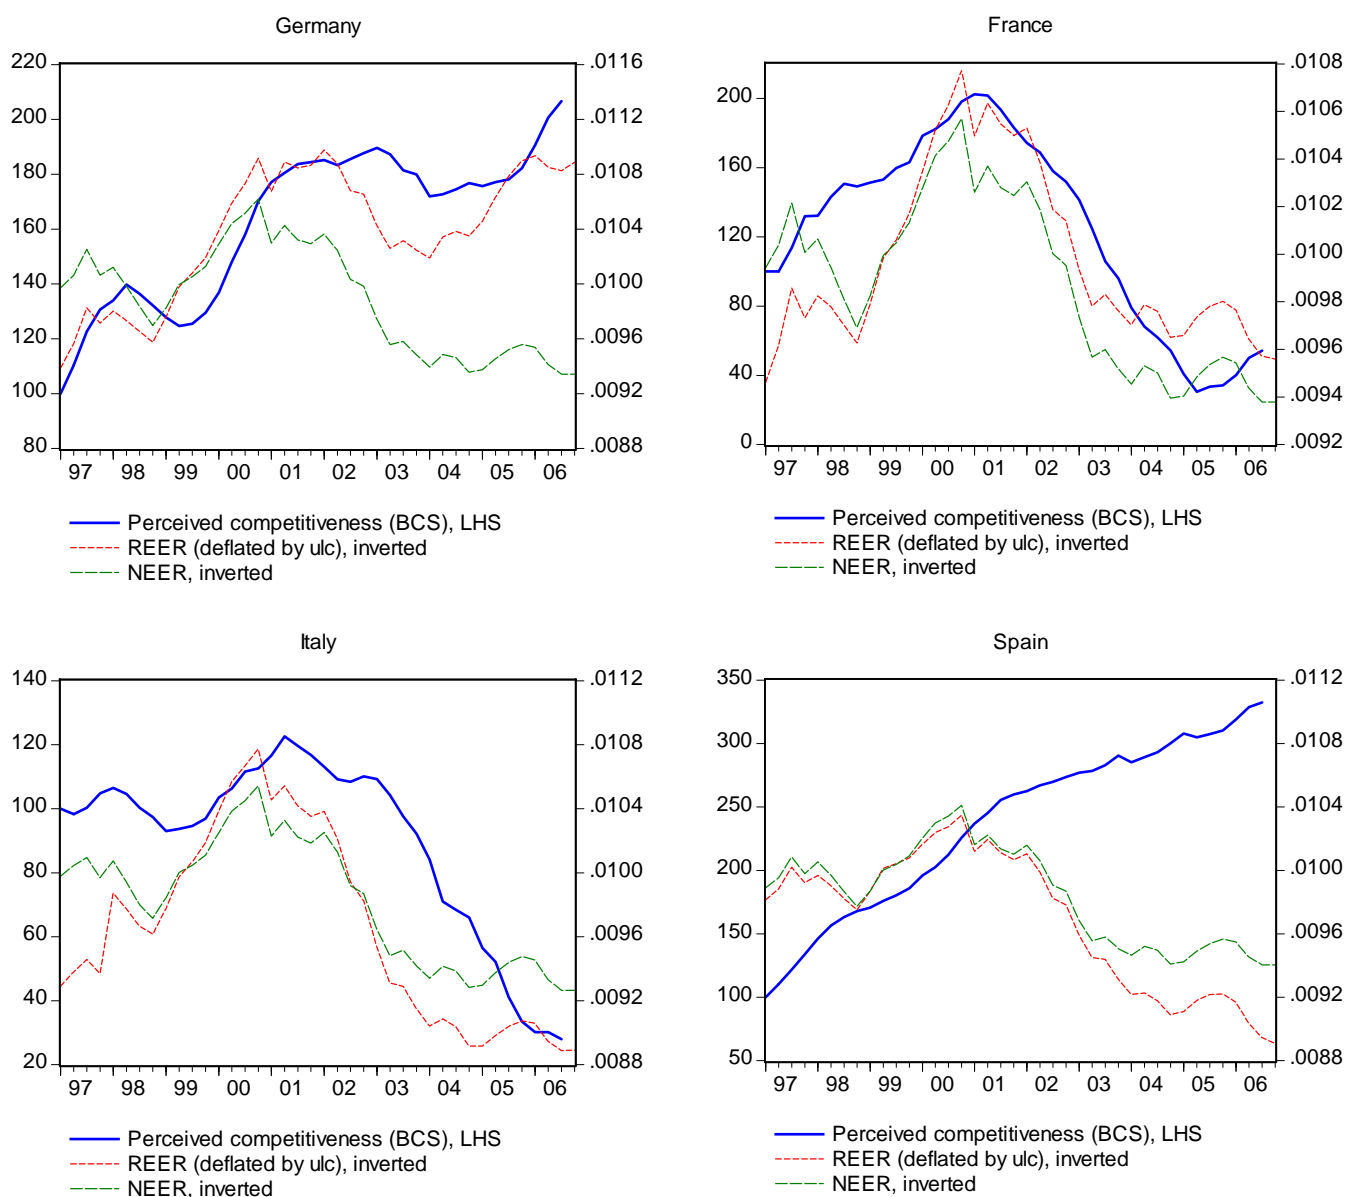 Germany
220
200
180
160
140
120
100
80
.0116
.0112
.0108
.0104
.0100
.0096
.0092
.0088
97 98 99 00 01 02 03 04 05 06
Perceived competitiveness (BCS), LHS
REER (deflated by ulc), inverted
NEER, inverted
France
200
160
120
80
40
0
.0108
.0106
.0104
.0102
.0100
.0098
.0096
.0094
.0092
97 98 99 00 01 02 03 04 05 06
Perceived competitiveness (BCS), LHS
REER (deflated by ulc), inverted
NEER, inverted
Italy
140
120
100
80
60
40
20
.0112
.0108
.0104
.0100
.0096
.0092
.0088
97 98 99 00 01 02 03 04 05 06
Perceived competitiveness (BCS), LHS
REER (deflated by ulc), inverted
NEER, inverted
Spain
350
300
250
200
150
100
50
.0112
.0108
.0104
.0100
.0096
.0092
.0088
97 98 99 00 01 02 03 04 05 06
Perceived competitiveness (BCS), LHS
REER (deflated by ulc), inverted
NEER, inverted